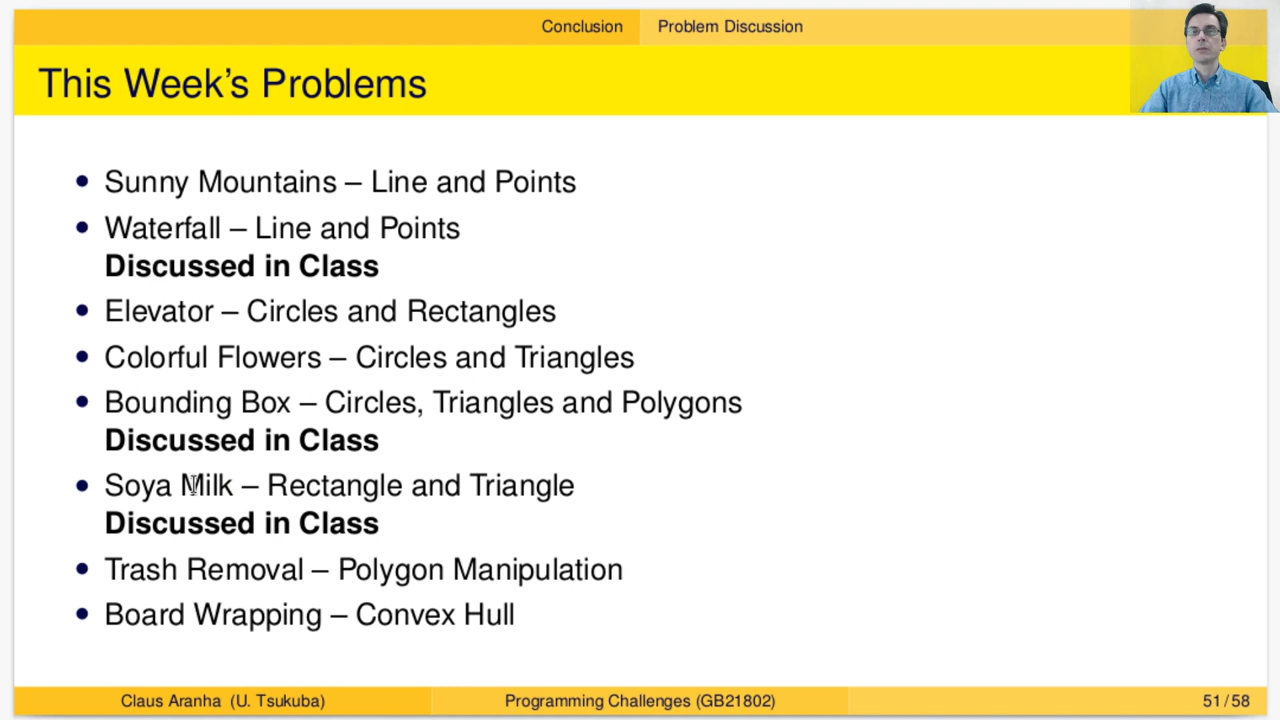 Conclusion Problem Discussion
This Week's Problems
• Sunny Mountains – Line and Points
• Waterfall – Line and Points
Discussed in Class
• Elevator – Circles and Rectangles
• Colorful Flowers – Circles and Triangles
• Bounding Box – Circles, Triangles and Polygons
Discussed in Class
• Soya Milk – Rectangle and Triangle
Discussed in Class
• Trash Removal – Polygon Manipulation
• Board Wrapping – Convex Hull
Claus Aranha (U. Tsukuba) Programming Challenges (GB21802) 51 / 58